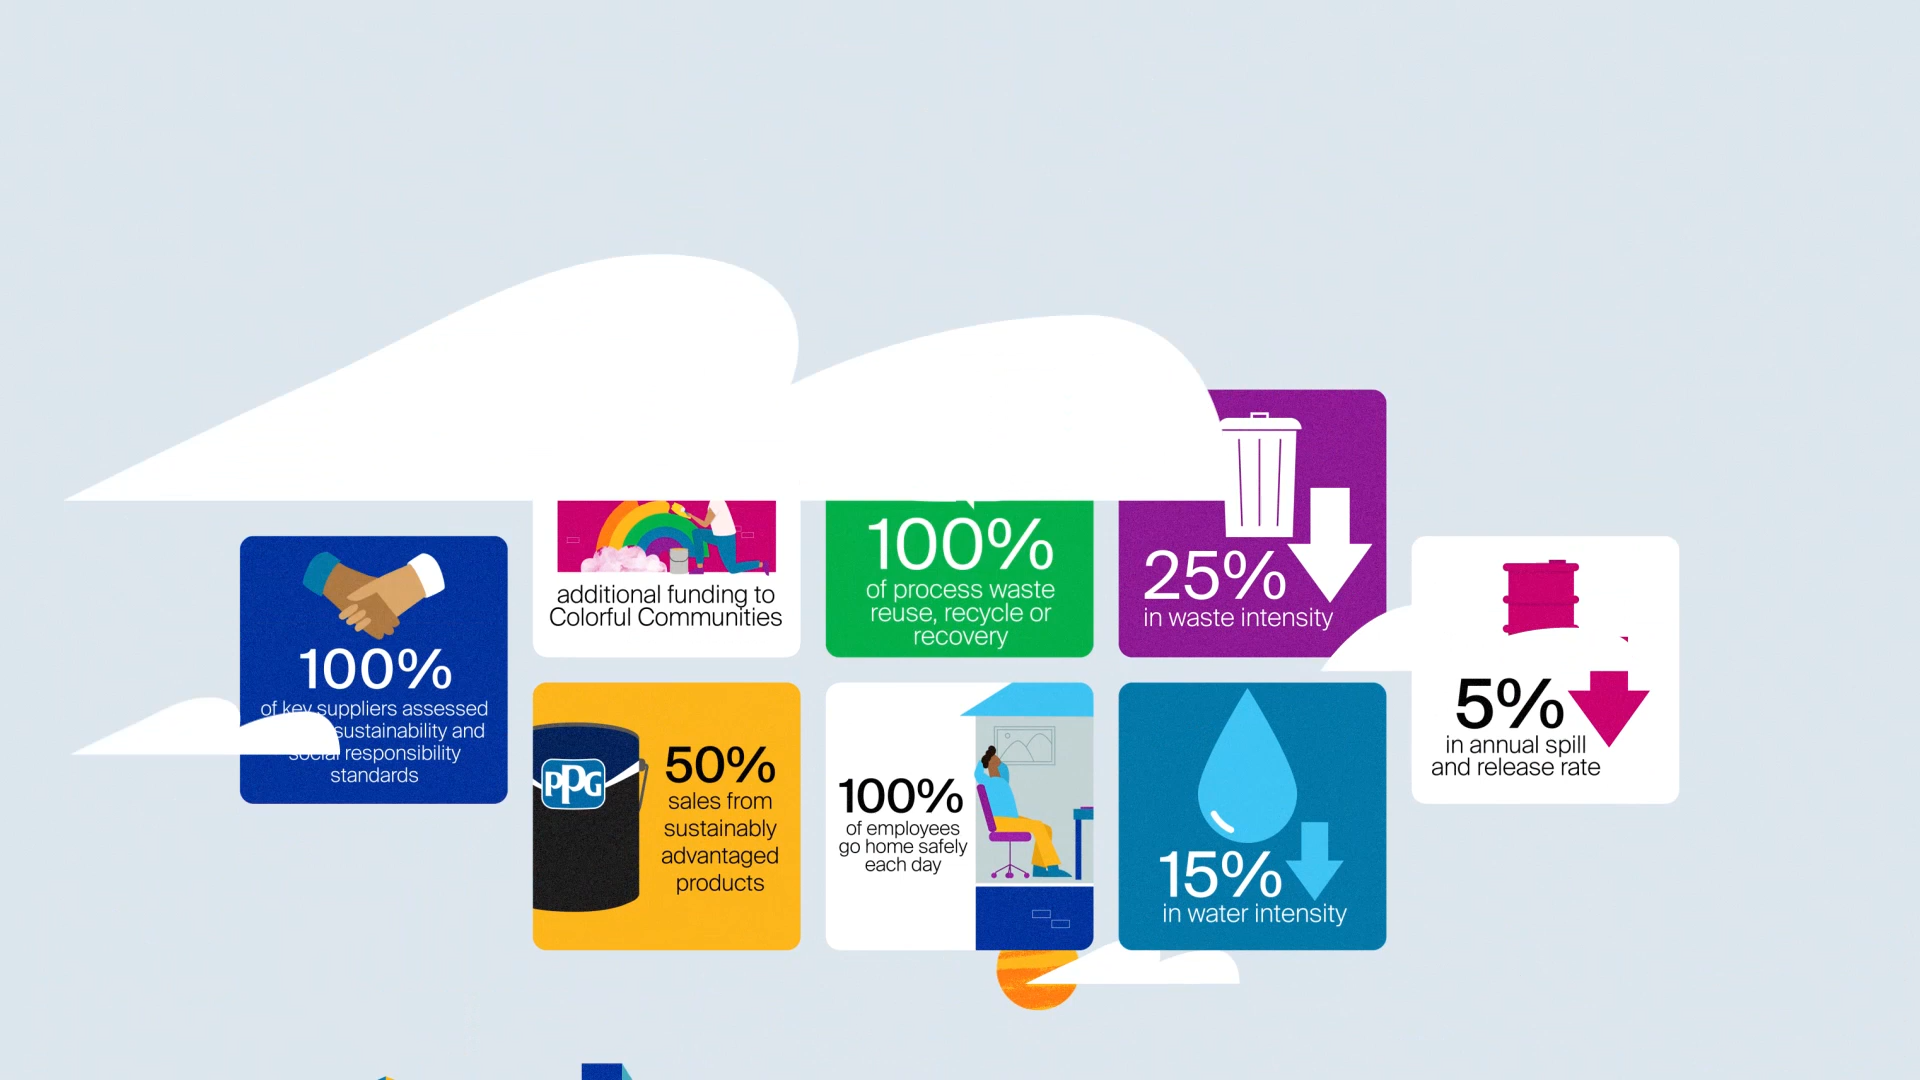 100%
of key suppliers assessed
sustainability and
social responsibility
standards
additional funding to
Colorful Communities
100%
of process waste
reuse, recycle or
recovery
25%
in waste intensity
5%
in annual spill
and release rate
PPG
50%
sales from
sustainably
advantaged
products
100%
of employees
go home safely
each day
15%
in water intensity